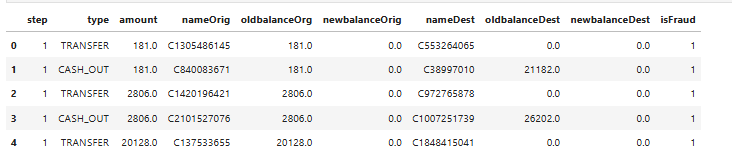 step type amount nameOrig oldbalanceOrg newbalanceOrig nameDest oldbalanceDest newbalanceDest isFraud
0 1 TRANSFER 181.0 C1305486145 181.0 0.0 C553264065 0.0 0.0 1
1 1 CASH_OUT 181.0 C840083671 181.0 0.0 C38997010 21182.0 0.0 1
2 1 TRANSFER 2806.0 C1420196421 2806.0 0.0 C972765878 0.0 0.0 1
3 1 CASH_OUT 2806.0 C2101527076 2806.0 0.0 C1007251739 26202.0 0.0 1
4 1 TRANSFER 20128.0 C137533655 20128.0 0.0 C1848415041 0.0 0.0 1